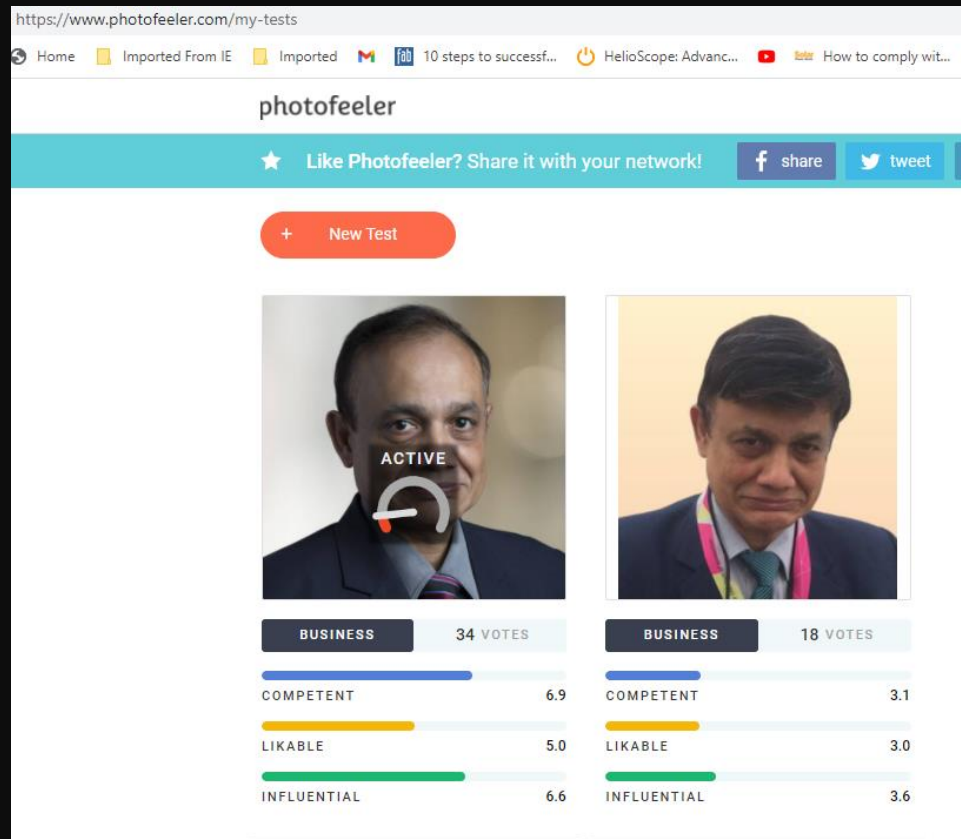 https://www.photofeeler.com/my-tests
Home Imported From IE Imported fab 10 steps to successf... HelioScope: Advanc... Solar How to comply wit...
photofeeler
Like Photofeeler? Share it with your network! f share tweet
+ New Test
ACTIVE
BUSINESS 34 VOTES BUSINESS 18 VOTES
COMPETENT 6.9 COMPETENT 3.1
LIKABLE 5.0 LIKABLE 3.0
INFLUENTIAL 6.6 INFLUENTIAL 3.6